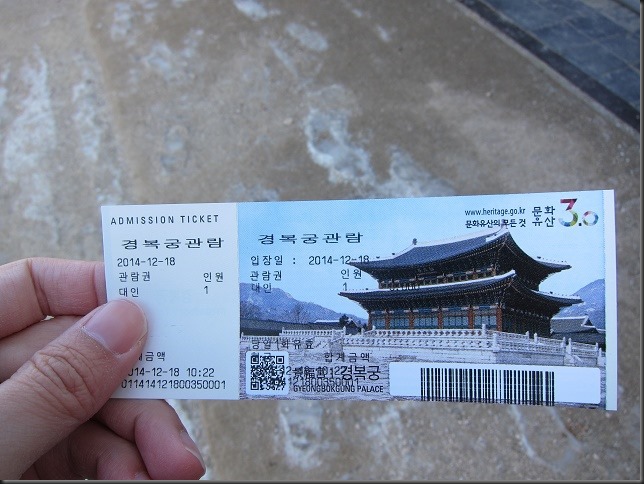 ADMISSION TICKET
경복궁관람
2014-12-18
관람권 인원
대인 1
계금액
2014-12-18 10:22
011414121800350001
www.heritage.go.kr
문화유산의 모든 것
문화
유산 3.0
경복궁관람
입장일 : 2014-12-18
관람권 인원
대인 1
당일
합계금액
경복궁
GYEONGBOKGUNG PALACE